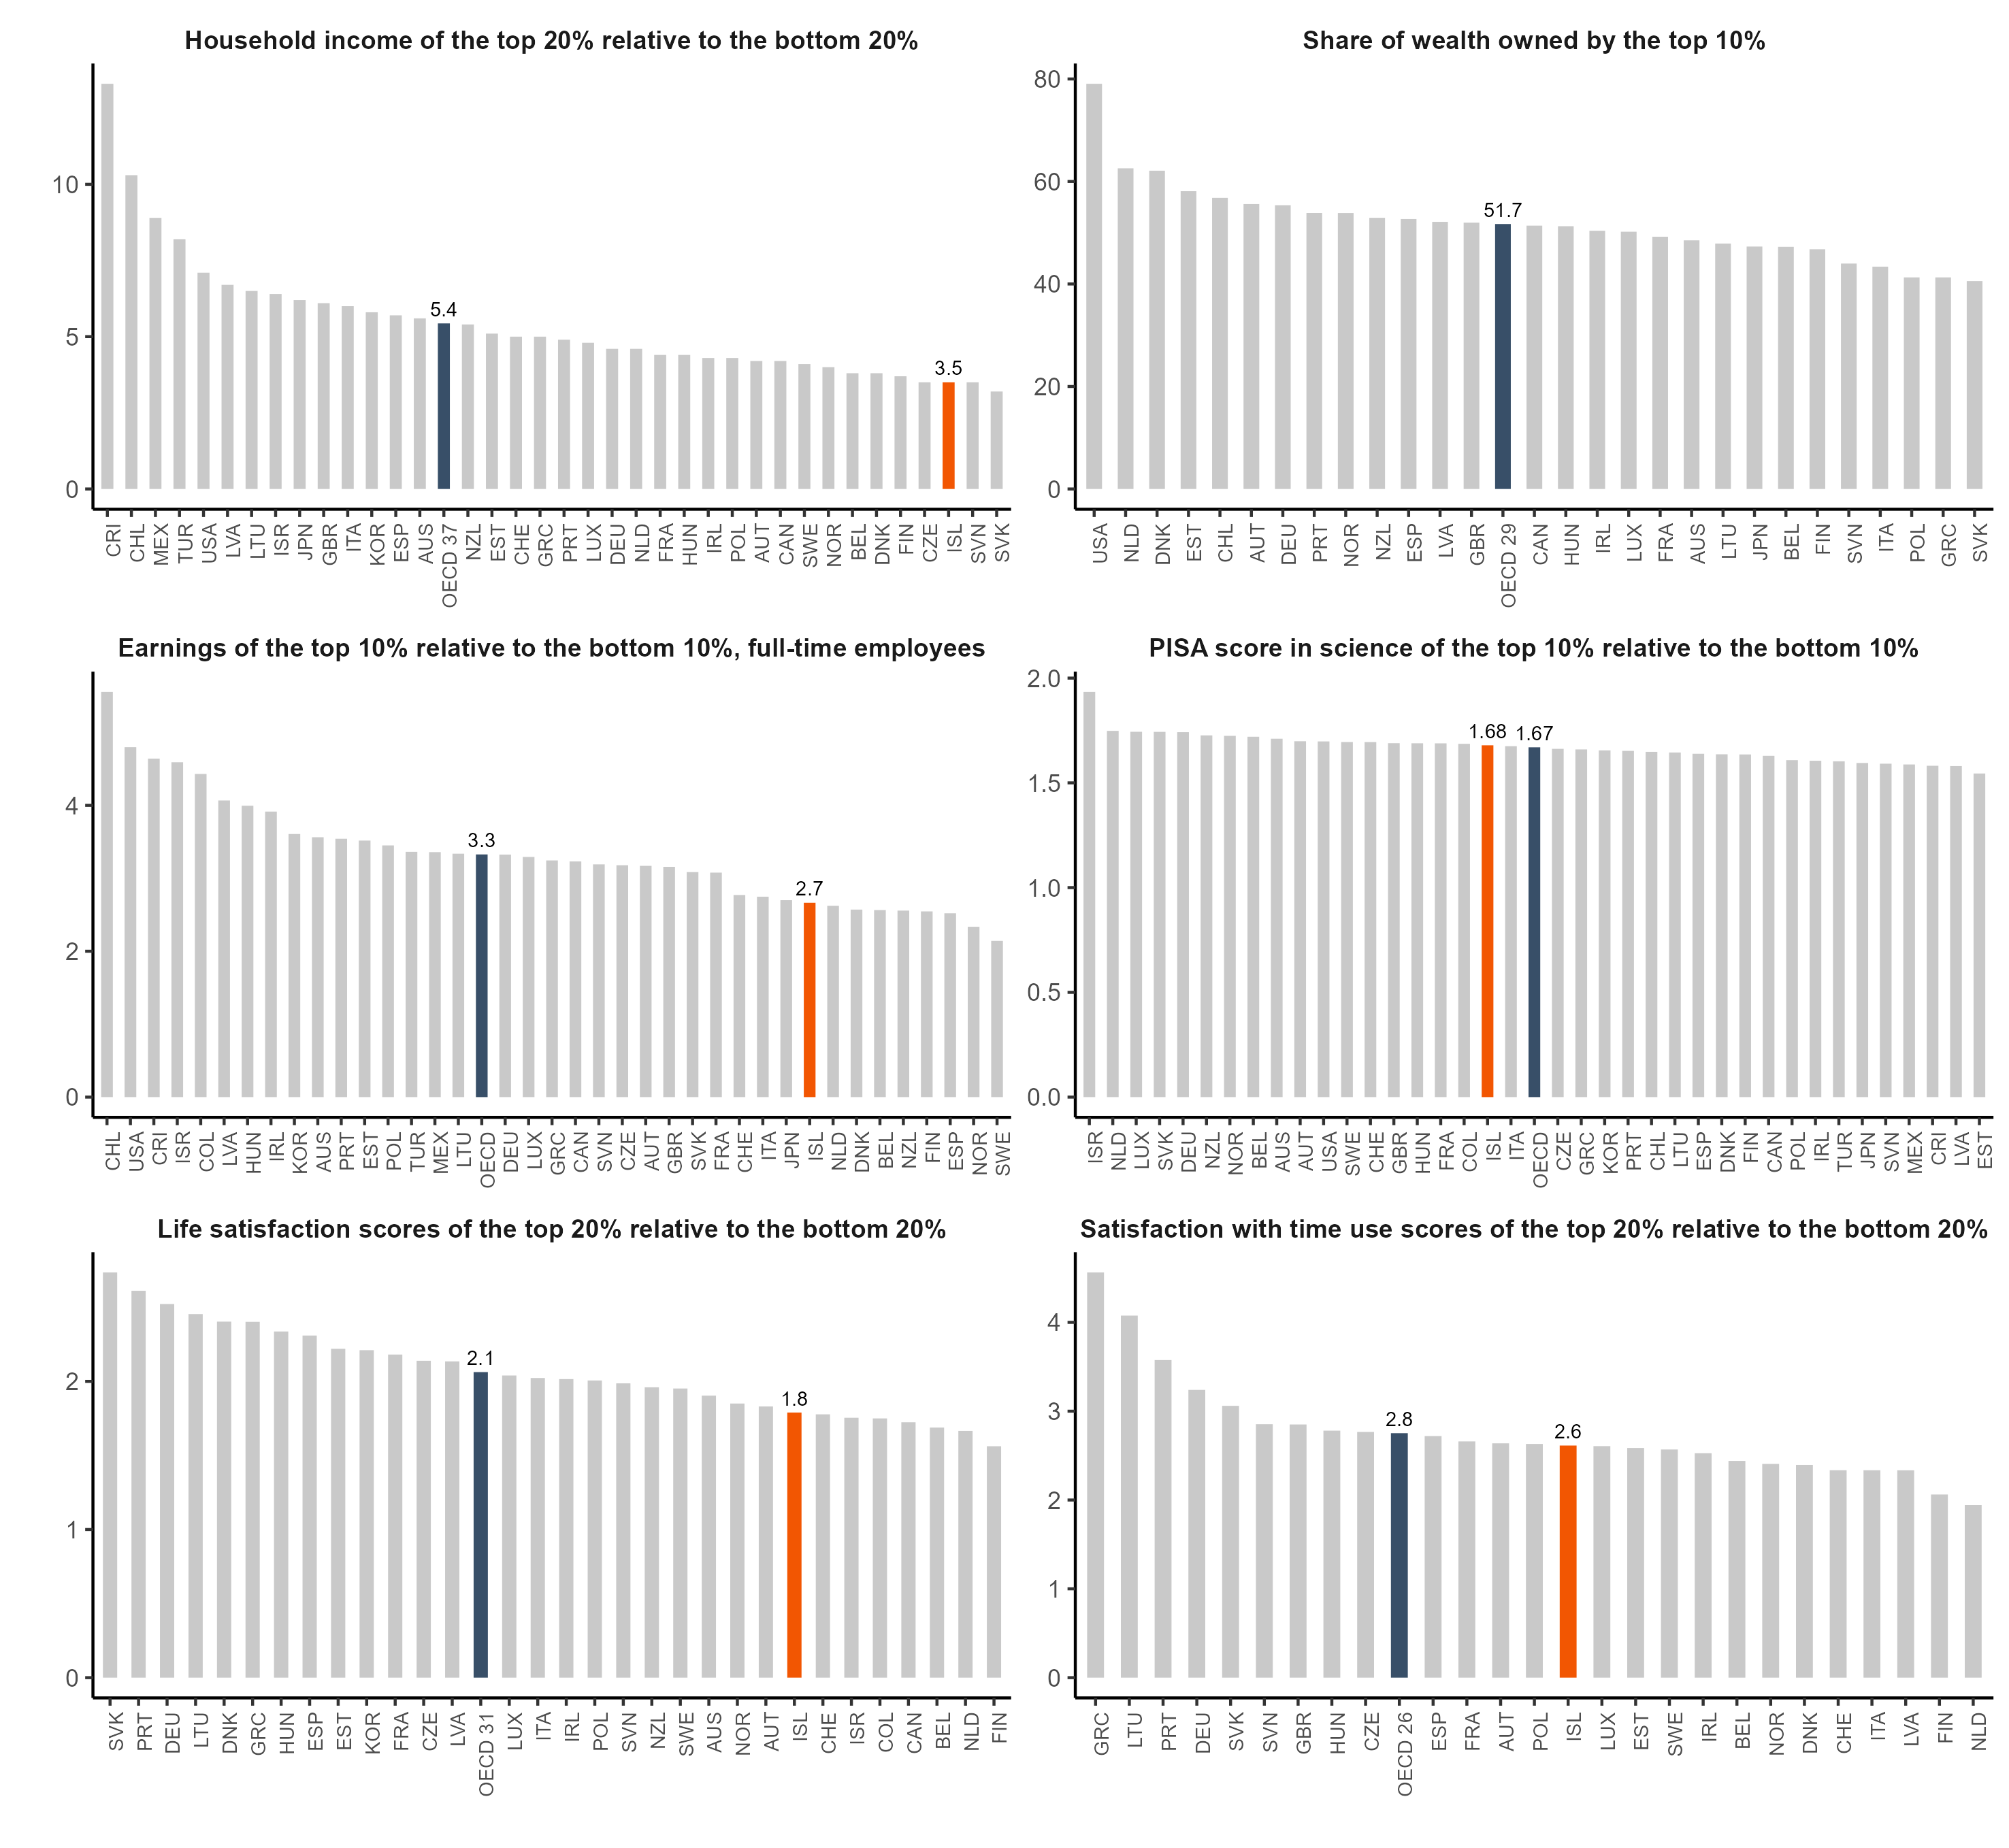 Household income of the top 20% relative to the bottom 20%
10
5
0
5.4
3.5
CRI CHL MEX TUR USA LVA LTU ISR JPN GBR ITA KOR ESP AUS OECD 37 NZL EST CHE GRC PRT LUX DEU NLD FRA HUN IRL POL AUT CAN SWE NOR BEL DNK FIN CZE ISL SVN SVK
Share of wealth owned by the top 10%
80
60
40
20
0
51.7
USA NLD DNK EST CHL AUT DEU PRT NOR NZL ESP LVA GBR OECD 29 CAN HUN IRL LUX FRA AUS LTU JPN BEL FIN SVN ITA POL GRC SVK
Earnings of the top 10% relative to the bottom 10%, full-time employees
4
2
0
3.3
2.7
CHL USA CRI ISR COL LVA HUN IRL KOR AUS PRT EST POL TUR MEX LTU OECD DEU LUX GRC CAN SVN CZE AUT GBR SVK FRA CHE ITA JPN ISL NLD DNK BEL NZL FIN ESP NOR SWE
PISA score in science of the top 10% relative to the bottom 10%
2.0
1.5
1.0
0.5
0.0
1.68 1.67
ISR NLD LUX SVK DEU NZL NOR BEL AUS AUT USA SWE CHE GBR HUN FRA COL ISL ITA OECD CZE GRC KOR PRT CHL LTU ESP DNK FIN CAN POL IRL TUR JPN SVN MEX CRI LVA EST
Life satisfaction scores of the top 20% relative to the bottom 20%
2
1
0
2.1
1.8
SVK PRT DEU LTU DNK GRC HUN ESP EST KOR FRA CZE LVA OECD 31 LUX ITA IRL POL SVN NZL SWE AUS NOR AUT ISL CHE ISR COL CAN BEL NLD FIN
Satisfaction with time use scores of the top 20% relative to the bottom 20%
4
3
2
1
0
2.8
2.6
GRC LTU PRT DEU SVK SVN GBR HUN CZE OECD 26 ESP FRA AUT POL ISL LUX EST SWE IRL BEL NOR DNK CHE ITA LVA FIN NLD